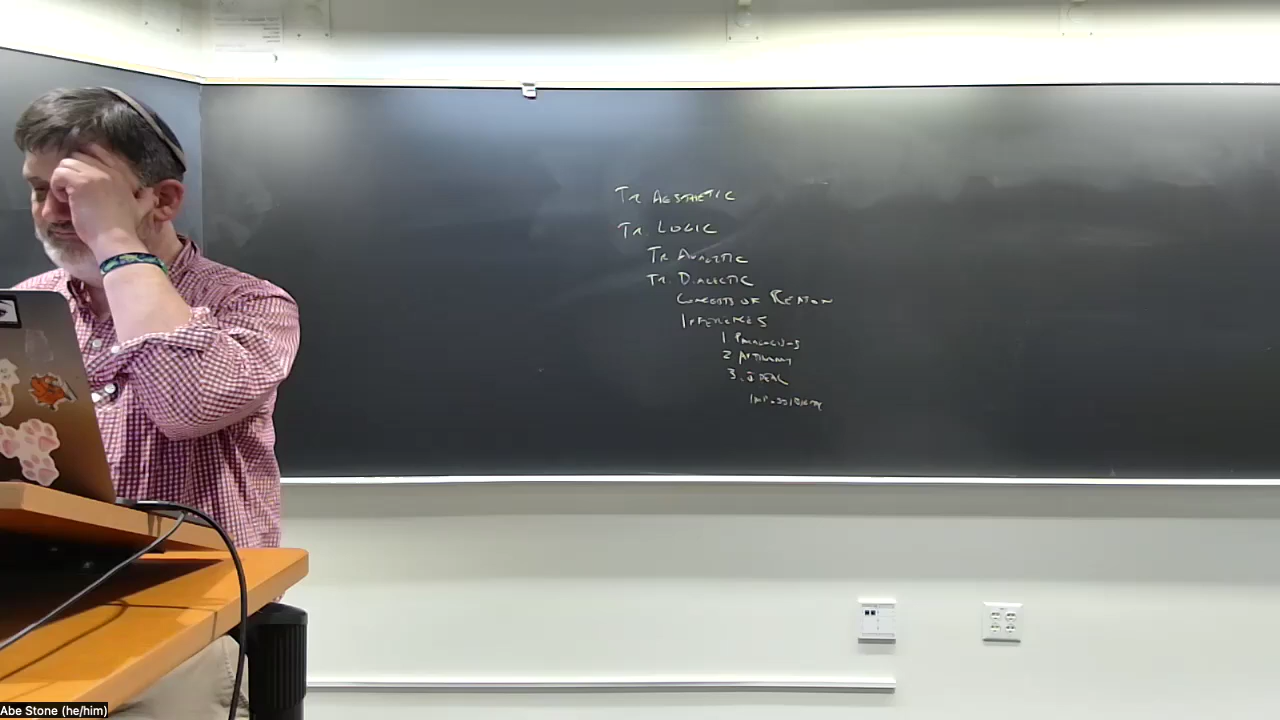 Tr. AESTHETIC
Tr. LOGIC
Tr. ANALYTIC
Tr. DIALECTIC
CONCEPTS OF REASON
INFERENCES
1 PARALOGISMS
2 ANTINOMY
3. IDEAL
IMPOSSIBILITY
Abe Stone (he/him)